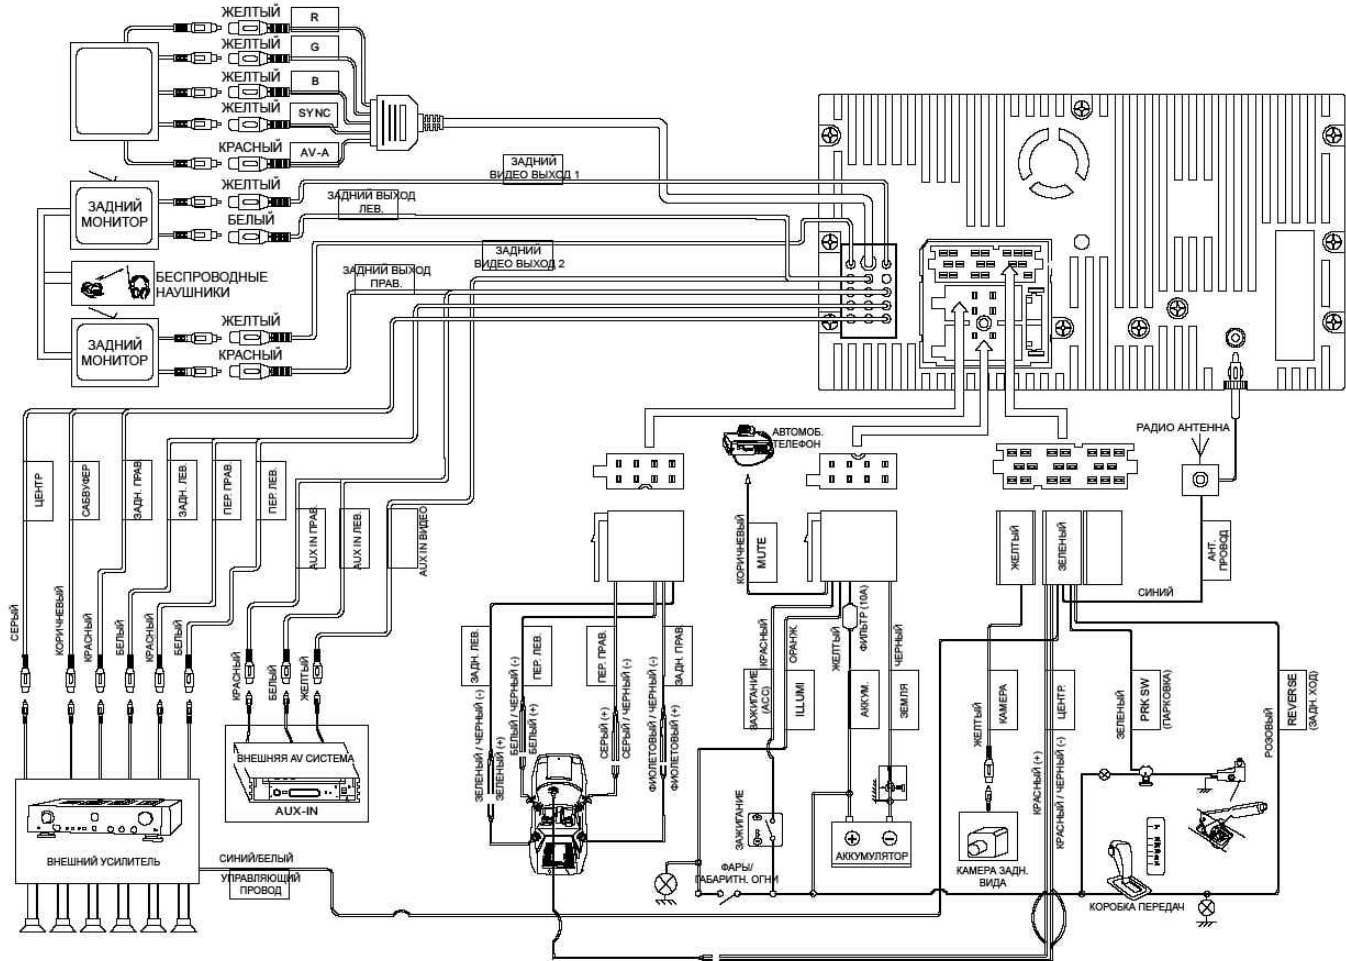 ЖЕЛТЫЙ
R
ЖЕЛТЫЙ
G
ЖЕЛТЫЙ
B
ЖЕЛТЫЙ
SYNC
КРАСНЫЙ
AV-A
ЗАДНИЙ
ВИДЕО ВЫХОД 1
ЖЕЛТЫЙ
ЗАДНИЙ
МОНИТОР
ЗАДНИЙ ВЫХОД
ЛЕВ.
БЕЛЫЙ
ЗАДНИЙ
ВИДЕО ВЫХОД 2
БЕСПРОВОДНЫЕ
НАУШНИКИ
ЗАДНИЙ ВЫХОД
ПРАВ.
ЖЕЛТЫЙ
ЗАДНИЙ
МОНИТОР
КРАСНЫЙ
АВТОМОБ.
ТЕЛЕФОН
РАДИО АНТЕННА
ЦЕНТР
САБВУФЕР
ЗАДН. ПРАВ.
ЗАДН. ЛЕВ.
ПЕР. ПРАВ.
ПЕР. ЛЕВ.
AUX IN ПРАВ.
AUX IN ЛЕВ.
AUX IN ВИДЕО
КОРИЧНЕВЫЙ
MUTE
ЖЕЛТЫЙ
ЗЕЛЕНЫЙ
АНТ.
ПРОВОД
СИНИЙ
СЕРЫЙ
КОРИЧНЕВЫЙ
КРАСНЫЙ
БЕЛЫЙ
КРАСНЫЙ
БЕЛЫЙ
КРАСНЫЙ
БЕЛЫЙ
ЖЕЛТЫЙ
ЗАДН. ЛЕВ.
ПЕР. ЛЕВ.
ПЕР. ПРАВ.
ЗАДН. ПРАВ.
ЗЕЛЕНЫЙ / ЧЕРНЫЙ (-)
ЗЕЛЕНЫЙ (+)
БЕЛЫЙ / ЧЕРНЫЙ (-)
БЕЛЫЙ (+)
СЕРЫЙ (+)
СЕРЫЙ / ЧЕРНЫЙ (-)
ФИОЛЕТОВЫЙ / ЧЕРНЫЙ (-)
ФИОЛЕТОВЫЙ (+)
ЗАЖИГАНИЕ
(ACC)
КРАСНЫЙ
ОРАНЖ.
ILLUMI
ЖЕЛТЫЙ
ФИЛЬТР (10А)
АККУМ.
ЧЕРНЫЙ
ЗЕМЛЯ
ЖЕЛТЫЙ
КАМЕРА
ЦЕНТР.
КРАСНЫЙ (+)
КРАСНЫЙ / ЧЕРНЫЙ (-)
ЗЕЛЕНЫЙ
PRK SW
(ПАРКОВКА)
РОЗОВЫЙ
REVERSE
(ЗАДН. ХОД)
ВНЕШНЯЯ AV СИСТЕМА
AUX-IN
ВНЕШНИЙ УСИЛИТЕЛЬ
СИНИЙ/БЕЛЫЙ
УПРАВЛЯЮЩИЙ
ПРОВОД
ЗАЖИГАНИЕ
ФАРЫ/
ГАБАРИТН. ОГНИ
АККУМУЛЯТОР
КАМЕРА ЗАДН.
ВИДА
КОРОБКА ПЕРЕДАЧ